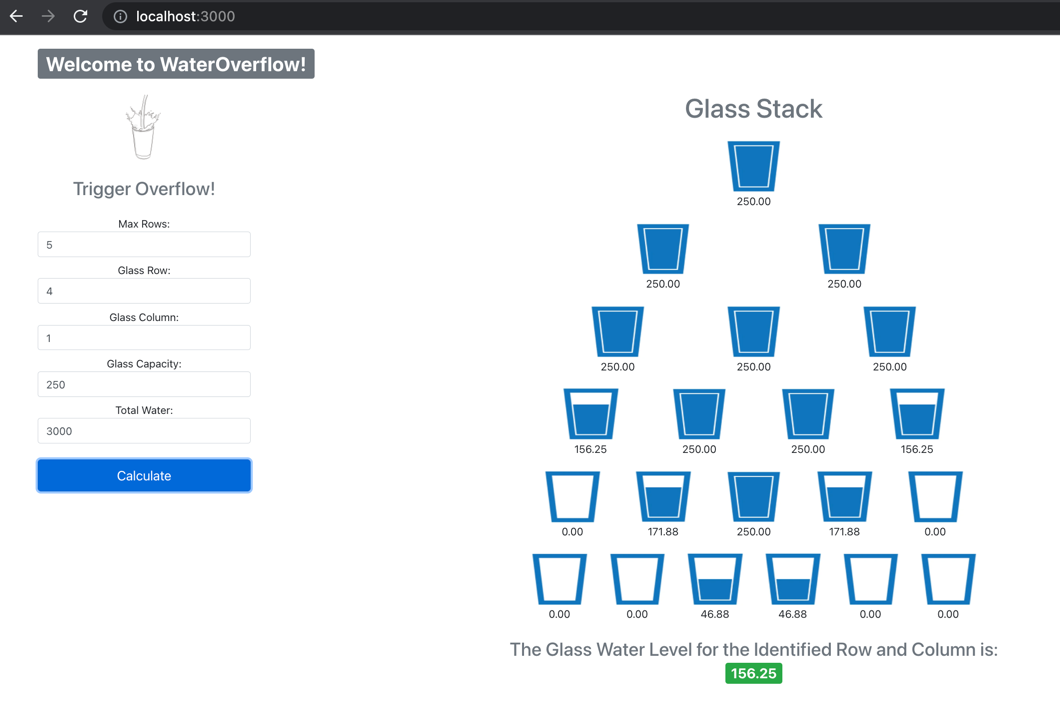 localhost:3000
Welcome to WaterOverflow!
Trigger Overflow!
Max Rows:
5
Glass Row:
4
Glass Column:
1
Glass Capacity:
250
Total Water:
3000
Calculate
Glass Stack
250.00
250.00 250.00
250.00 250.00 250.00
156.25 250.00 250.00 156.25
0.00 171.88 250.00 171.88 0.00
0.00 0.00 46.88 46.88 0.00 0.00
The Glass Water Level for the Identified Row and Column is:
156.25